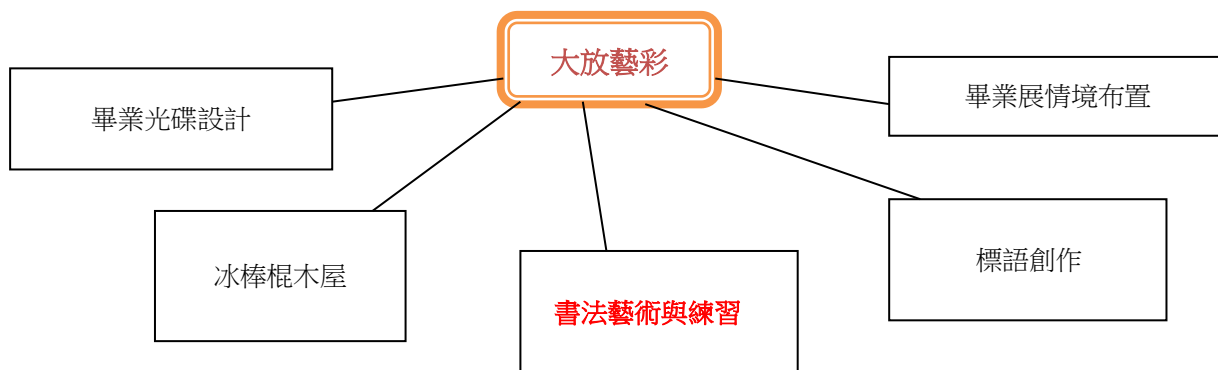 大放藝彩
畢業光碟設計
畢業展情境布置
冰棒棍木屋
書法藝術與練習
標語創作